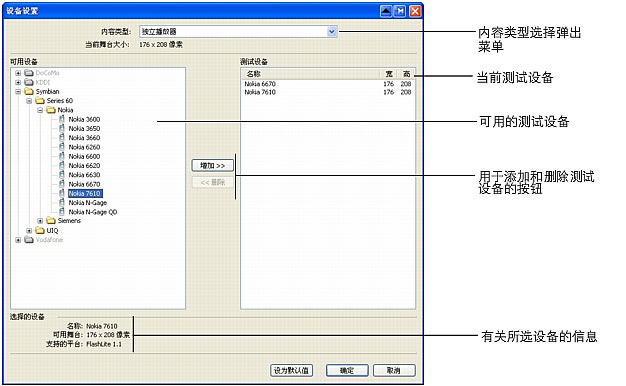 设备设置
内容类型: 独立播放器
当前舞台大小: 176 x 208 像素
内容类型选择弹出
菜单
可用设备
测试设备
名称 宽 高
Nokia 6670 176 208
Nokia 7610 176 208
当前测试设备
DoCoMo
KDDI
Symbian
Series 60
Nokia
Nokia 3600
Nokia 3650
Nokia 3660
Nokia 6260
Nokia 6600
Nokia 6620
Nokia 6630
Nokia 6670
Nokia 7610
Nokia N-Gage
Nokia N-Gage QD
Siemens
UIQ
Vodafone
可用的测试设备
增加 >>
<< 删除
用于添加和删除测试
设备的按钮
选择的设备
名称: Nokia 7610
可用舞台: 176 x 208 像素
支持的平台: FlashLite 1.1
有关所选设备的信息
设为默认值 确定 取消